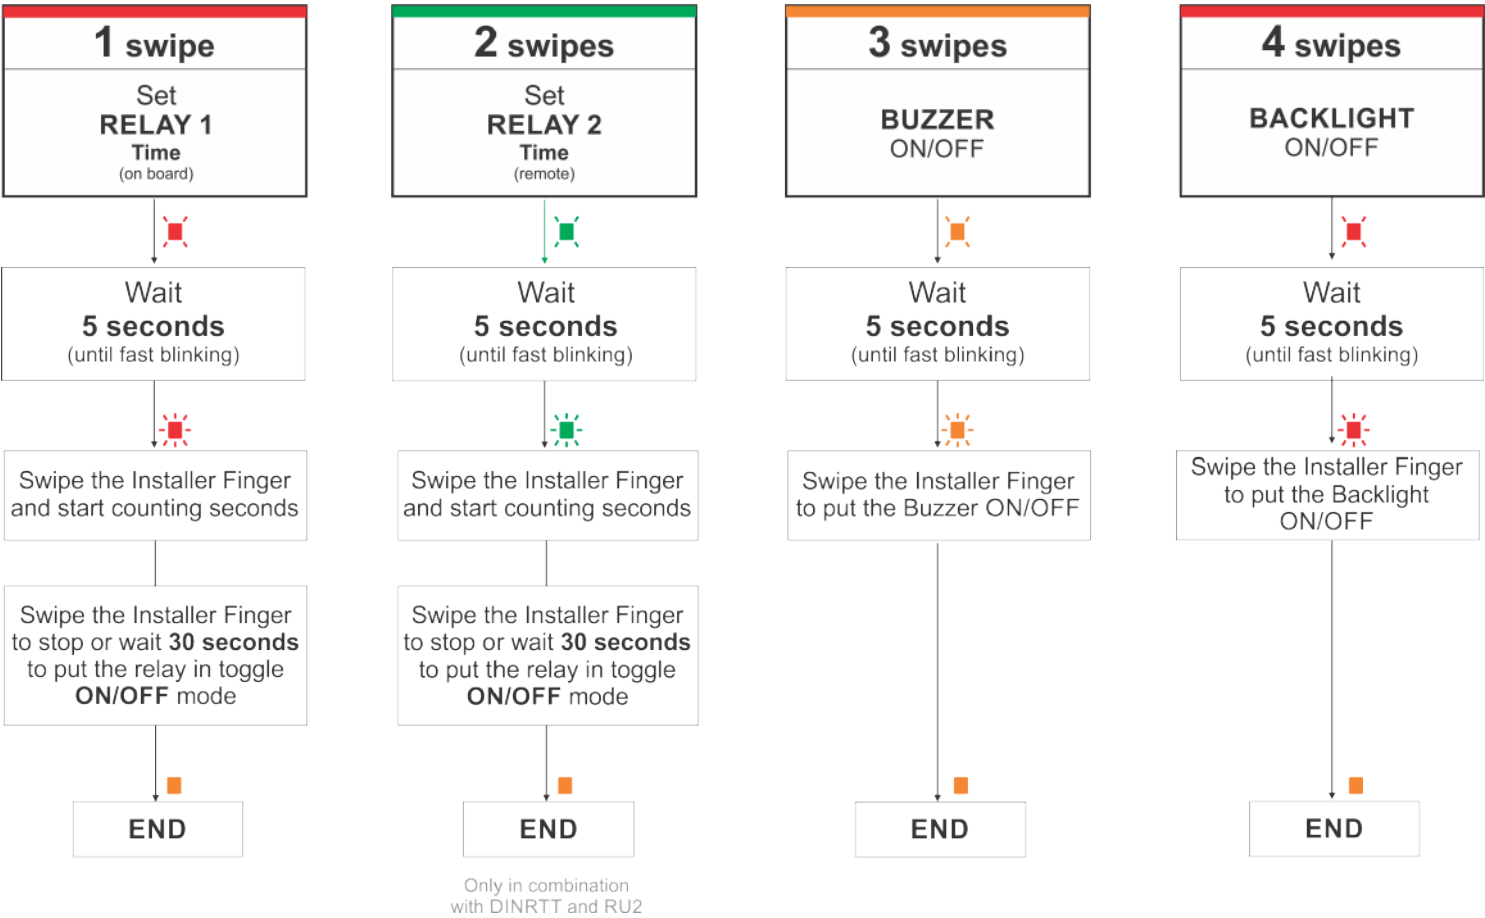 1 swipe
Set
RELAY 1
Time
(on board)
Wait
5 seconds
(until fast blinking)
Swipe the Installer Finger
and start counting seconds
Swipe the Installer Finger
to stop or wait 30 seconds
to put the relay in toggle
ON/OFF mode
END
2 swipes
Set
RELAY 2
Time
(remote)
Wait
5 seconds
(until fast blinking)
Swipe the Installer Finger
and start counting seconds
Swipe the Installer Finger
to stop or wait 30 seconds
to put the relay in toggle
ON/OFF mode
END
Only in combination
with DINRTT and RU2
3 swipes
BUZZER
ON/OFF
Wait
5 seconds
(until fast blinking)
Swipe the Installer Finger
to put the Buzzer ON/OFF
END
4 swipes
BACKLIGHT
ON/OFF
Wait
5 seconds
(until fast blinking)
Swipe the Installer Finger
to put the Backlight
ON/OFF
END